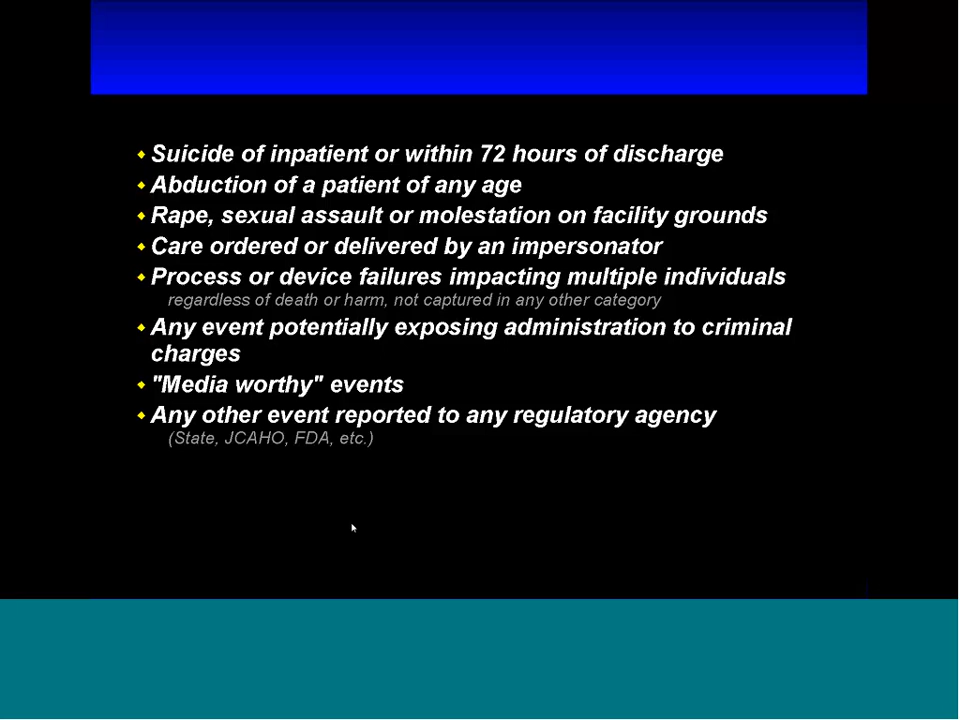 Suicide of inpatient or within 72 hours of discharge
Abduction of a patient of any age
Rape, sexual assault or molestation on facility grounds
Care ordered or delivered by an impersonator
Process or device failures impacting multiple individuals
regardless of death or harm, not captured in any other category
Any event potentially exposing administration to criminal
charges
"Media worthy" events
Any other event reported to any regulatory agency
(State, JCAHO, FDA, etc.)